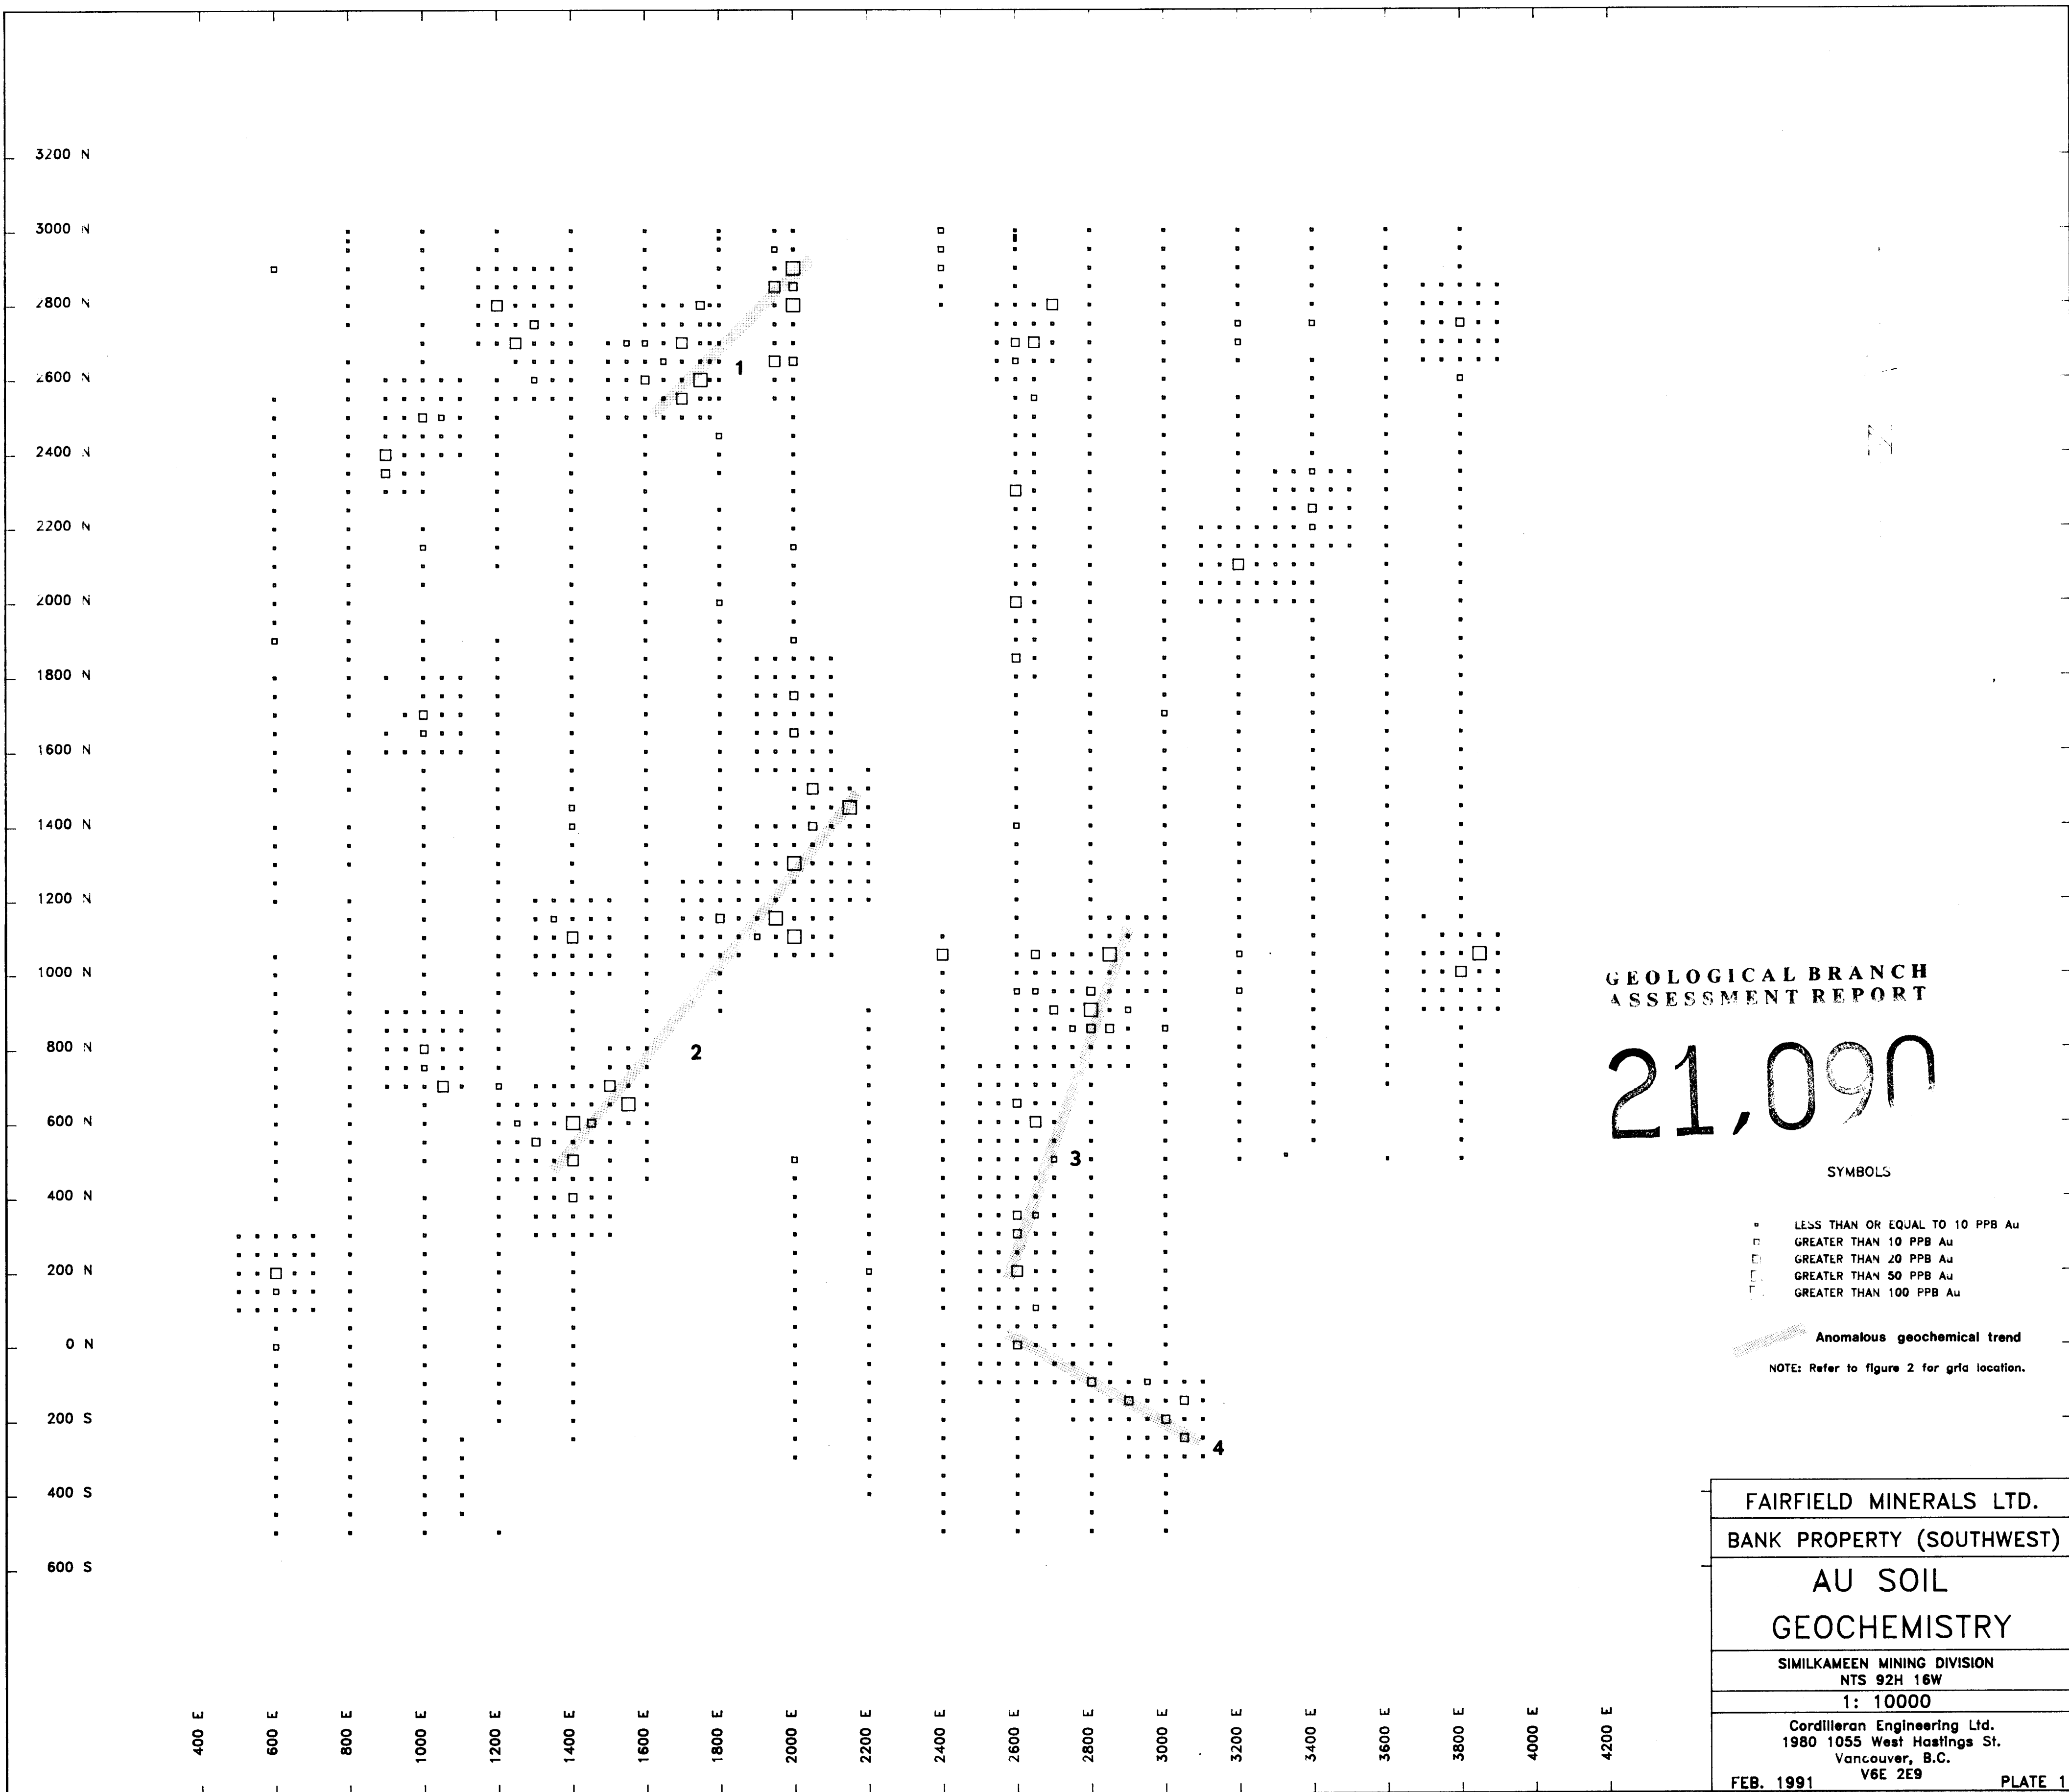 3200 N
3000 N
2800 N
2600 N
2400 N
2200 N
2000 N
1800 N
1600 N
1400 N
1200 N
1000 N
800 N
600 N
400 N
200 N
0 N
200 S
400 S
600 S
1
2
3
4
400 E
600 E
800 E
1000 E
1200 E
1400 E
1600 E
1800 E
2000 E
2200 E
2400 E
2600 E
2800 E
3000 E
3200 E
3400 E
3600 E
3800 E
4000 E
4200 E
GEOLOGICAL BRANCH
ASSESSMENT REPORT
21,090
SYMBOLS
LESS THAN OR EQUAL TO 10 PPB Au
GREATER THAN 10 PPB Au
GREATER THAN 20 PPB Au
GREATER THAN 50 PPB Au
GREATER THAN 100 PPB Au
Anomalous geochemical trend
NOTE: Refer to figure 2 for grid location.
FAIRFIELD MINERALS LTD.
BANK PROPERTY (SOUTHWEST)
AU SOIL
GEOCHEMISTRY
SIMILKAMEEN MINING DIVISION
NTS 92H 16W
1: 10000
Cordilleran Engineering Ltd.
1980 1055 West Hastings St.
Vancouver, B.C.
V6E 2E9
FEB. 1991 PLATE 1